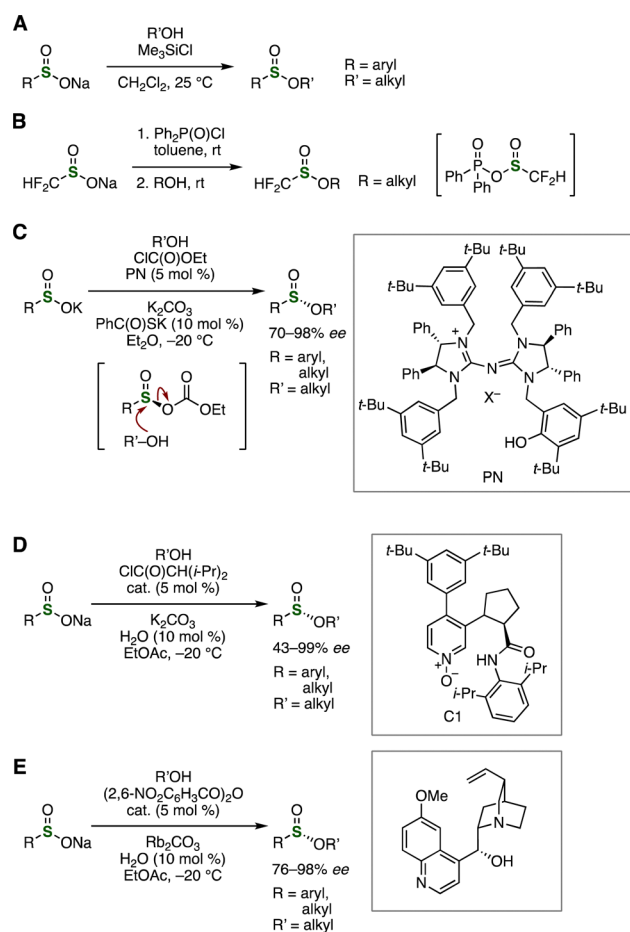 A
R'OH
Me₃SiCl
CH₂Cl₂, 25 °C
O
R
S
ONa
O
R
S
OR'
R = aryl
R' = alkyl
B
1. Ph₂P(O)Cl
toluene, rt
2. ROH, rt
O
HF₂C
S
ONa
O
HF₂C
S
OR
R = alkyl
O
O
Ph
P
S
Ph
O
CF₂H
C
R'OH
ClC(O)OEt
PN (5 mol %)
K₂CO₃
PhC(O)SK (10 mol %)
Et₂O, –20 °C
O
R
S
OK
O
R
S
OR'
70–98% ee
R = aryl,
alkyl
R' = alkyl
O
O
R
S
O
OEt
R'–OH
t-Bu
t-Bu
t-Bu
t-Bu
Ph
+
N
N
Ph
N
Ph
N
N
Ph
X–
t-Bu
t-Bu
t-Bu
HO
t-Bu
PN
D
R'OH
ClC(O)CH(i-Pr)₂
cat. (5 mol %)
K₂CO₃
H₂O (10 mol %)
EtOAc, –20 °C
O
R
S
ONa
O
R
S
OR'
43–99% ee
R = aryl,
alkyl
R' = alkyl
t-Bu
t-Bu
+
N
O–
O
HN
i-Pr
i-Pr
C1
E
R'OH
(2,6-NO₂C₆H₃CO)₂O
cat. (5 mol %)
Rb₂CO₃
H₂O (10 mol %)
EtOAc, –20 °C
O
R
S
ONa
O
R
S
OR'
76–98% ee
R = aryl,
alkyl
R' = alkyl
OMe
N
OH
N